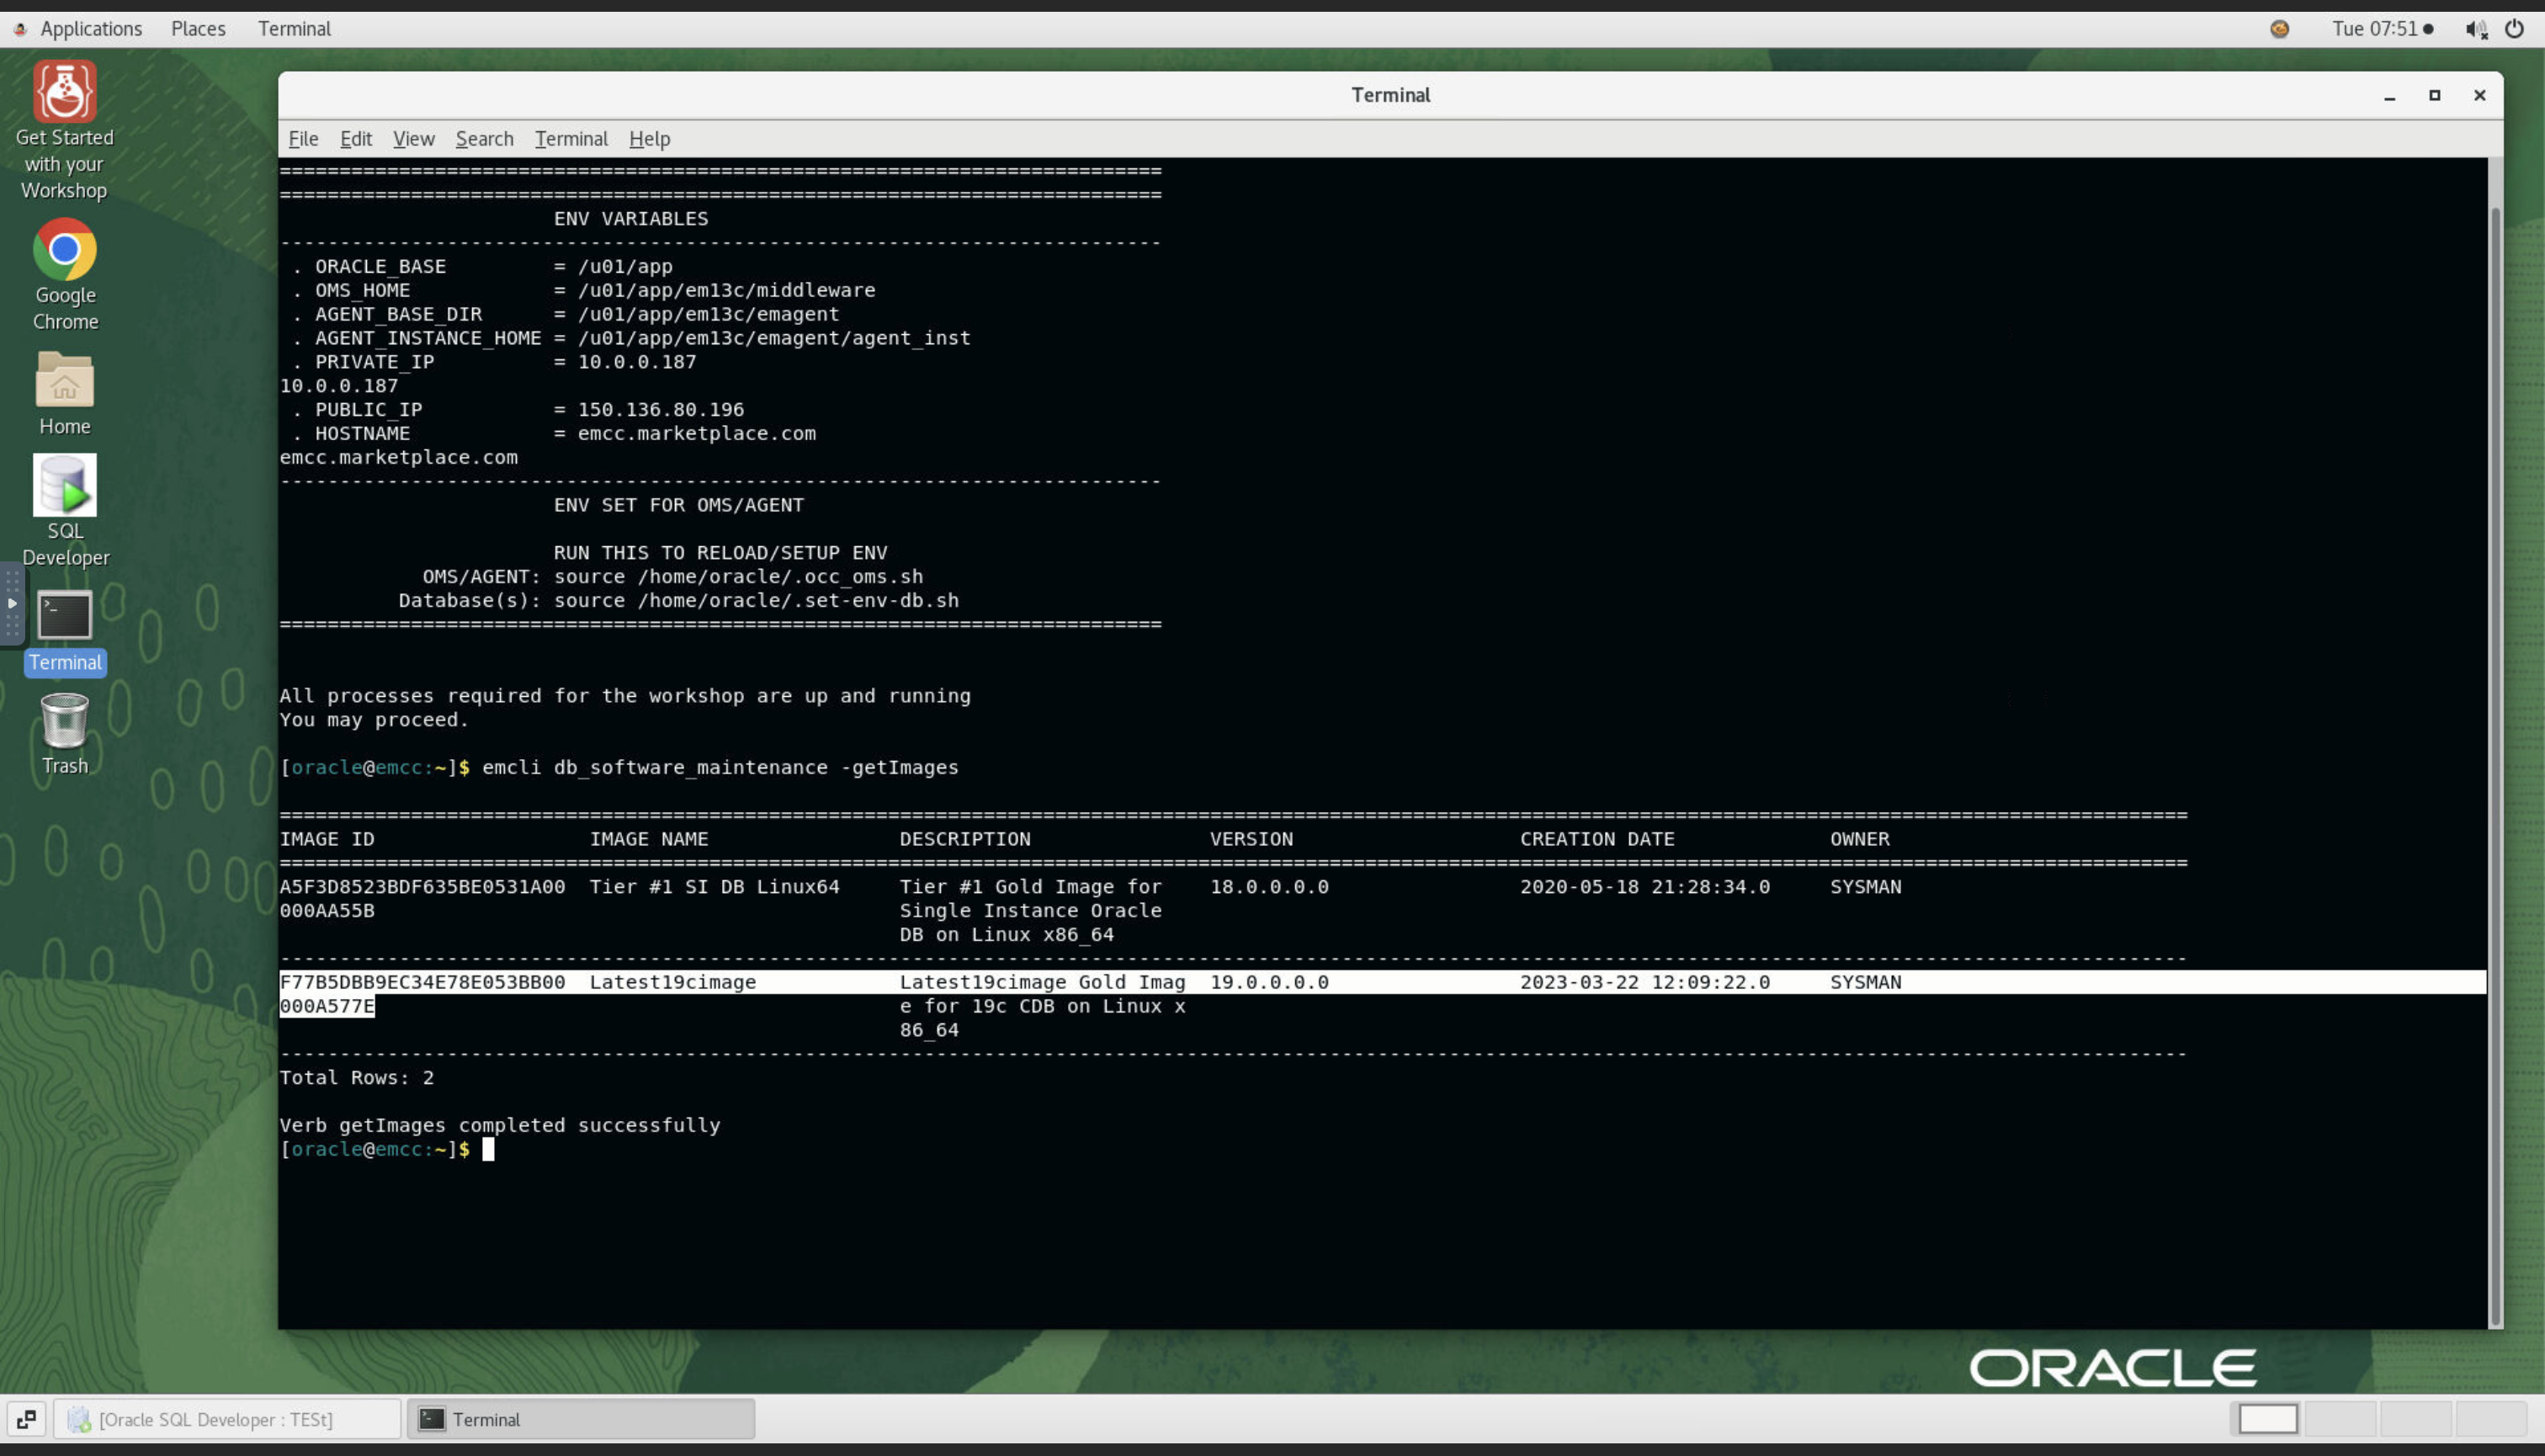 Applications Places Terminal Tue 07:51
Get Started
with your
Workshop
Google
Chrome
Home
SQL
Developer
Terminal
Trash
Terminal
File Edit View Search Terminal Help
==========================================================================
==========================================================================
ENV VARIABLES
--------------------------------------------------------------------------
. ORACLE_BASE = /u01/app
. OMS_HOME = /u01/app/em13c/middleware
. AGENT_BASE_DIR = /u01/app/em13c/emagent
. AGENT_INSTANCE_HOME = /u01/app/em13c/emagent/agent_inst
. PRIVATE_IP = 10.0.0.187
10.0.0.187
. PUBLIC_IP = 150.136.80.196
. HOSTNAME = emcc.marketplace.com
emcc.marketplace.com
--------------------------------------------------------------------------
ENV SET FOR OMS/AGENT
RUN THIS TO RELOAD/SETUP ENV
OMS/AGENT: source /home/oracle/.occ_oms.sh
Database(s): source /home/oracle/.set-env-db.sh
==========================================================================
All processes required for the workshop are up and running
You may proceed.
[oracle@emcc:~]$ emcli db_software_maintenance -getImages
================================================================================================================================================================
IMAGE ID IMAGE NAME DESCRIPTION VERSION CREATION DATE OWNER
================================================================================================================================================================
A5F3D8523BDF635BE0531A00 Tier #1 SI DB Linux64 Tier #1 Gold Image for 18.0.0.0.0 2020-05-18 21:28:34.0 SYSMAN
000AA55B Single Instance Oracle
DB on Linux x86_64
----------------------------------------------------------------------------------------------------------------------------------------------------------------
F77B5DBB9EC34E78E053BB00 Latest19cimage Latest19cimage Gold Imag 19.0.0.0.0 2023-03-22 12:09:22.0 SYSMAN
000A577E e for 19c CDB on Linux x
86_64
----------------------------------------------------------------------------------------------------------------------------------------------------------------
Total Rows: 2
Verb getImages completed successfully
[oracle@emcc:~]$
ORACLE
[Oracle SQL Developer : TESt] Terminal